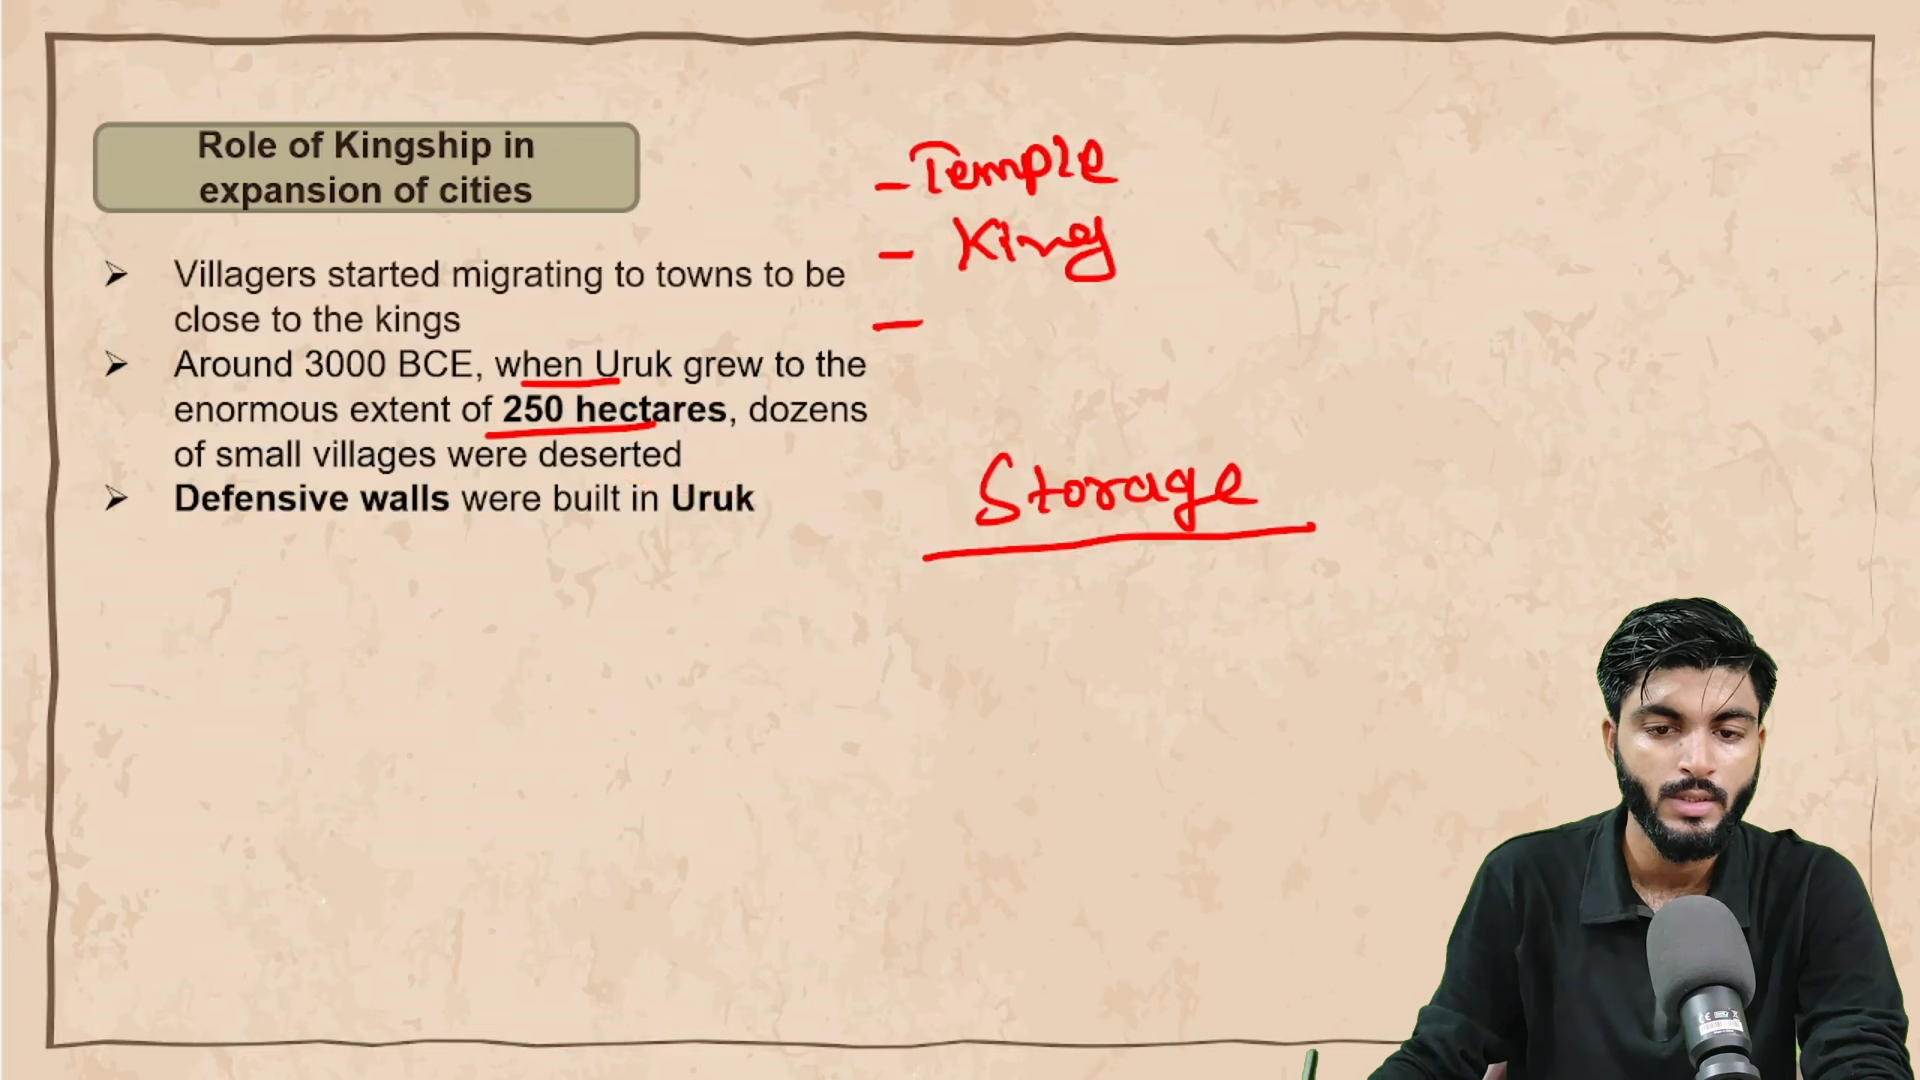 Role of Kingship in
expansion of cities
➢ Villagers started migrating to towns to be
close to the kings
➢ Around 3000 BCE, when Uruk grew to the
enormous extent of 250 hectares, dozens
of small villages were deserted
➢ Defensive walls were built in Uruk
- Temple
- King
-
Storage